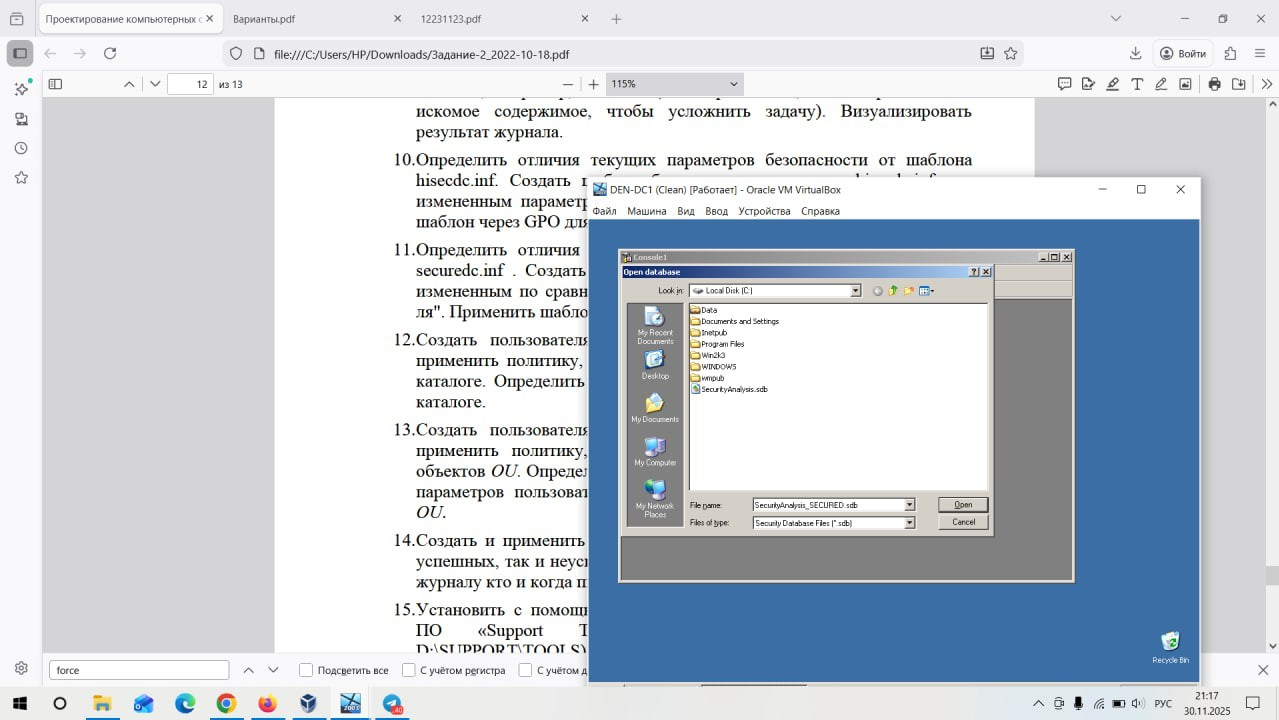 Проектирование компьютерных с
Варианты.pdf
12231123.pdf
file:///C:/Users/HP/Downloads/Задание-2_2022-10-18.pdf
Войти
12
из 13
115%
искомое содержимое, чтобы усложнить задачу). Визуализировать
результат журнала.
10.Определить отличия текущих параметров безопасности от шаблона
hisecdc.inf. Создать
измененным парамет
шаблон через GPO для
11.Определить отличия
securedc.inf . Создать
измененным по сравн
ля". Применить шабло
12.Создать пользователя
применить политику,
каталоге. Определить
каталоге.
13.Создать пользователя
применить политику,
объектов OU. Опреде
параметров пользоват
OU.
14.Создать и применить
успешных, так и неус
журналу кто и когда п
15.Установить с помощ
ПО «Support T
D:\SUPPORT\TOOLS)
DEN-DC1 (Clean) [Работает] - Oracle VM VirtualBox
Файл Машина Вид Ввод Устройства Справка
Console1
Open database
Look in: Local Disk (C:)
My Recent
Documents
Desktop
My Documents
My Computer
My Network
Places
Data
Documents and Settings
Inetpub
Program Files
Win2k3
WINDOWS
wmpub
SecurityAnalysis.sdb
File name: SecurityAnalysis_SECURED.sdb
Open
Files of type: Security Database Files (*.sdb)
Cancel
Recycle Bin
force
Подсветить все
С учётом регистра
С учётом д
2003
40
РУС
21:17
30.11.2025